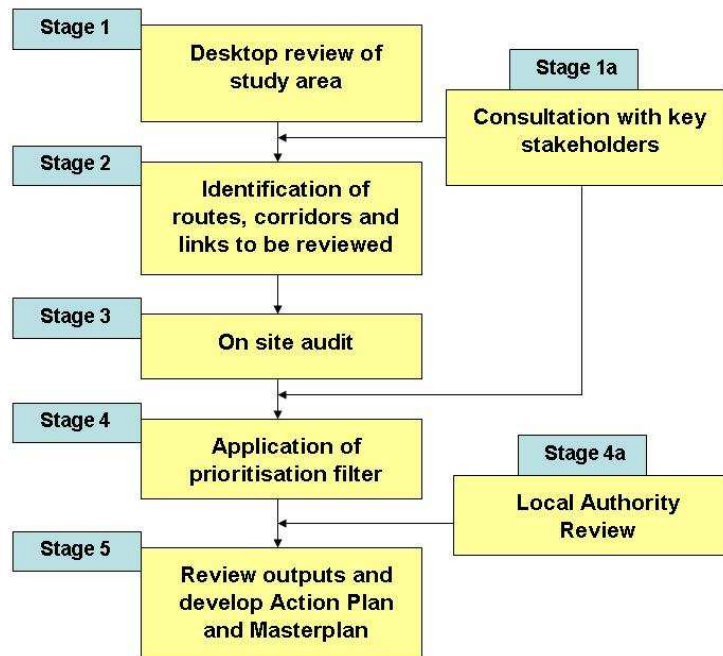 Stage 1
Desktop review of
study area
Stage 1a
Consultation with key
stakeholders
Stage 2
Identification of
routes, corridors and
links to be reviewed
Stage 3
On site audit
Stage 4
Application of
prioritisation filter
Stage 4a
Local Authority
Review
Stage 5
Review outputs and
develop Action Plan
and Masterplan